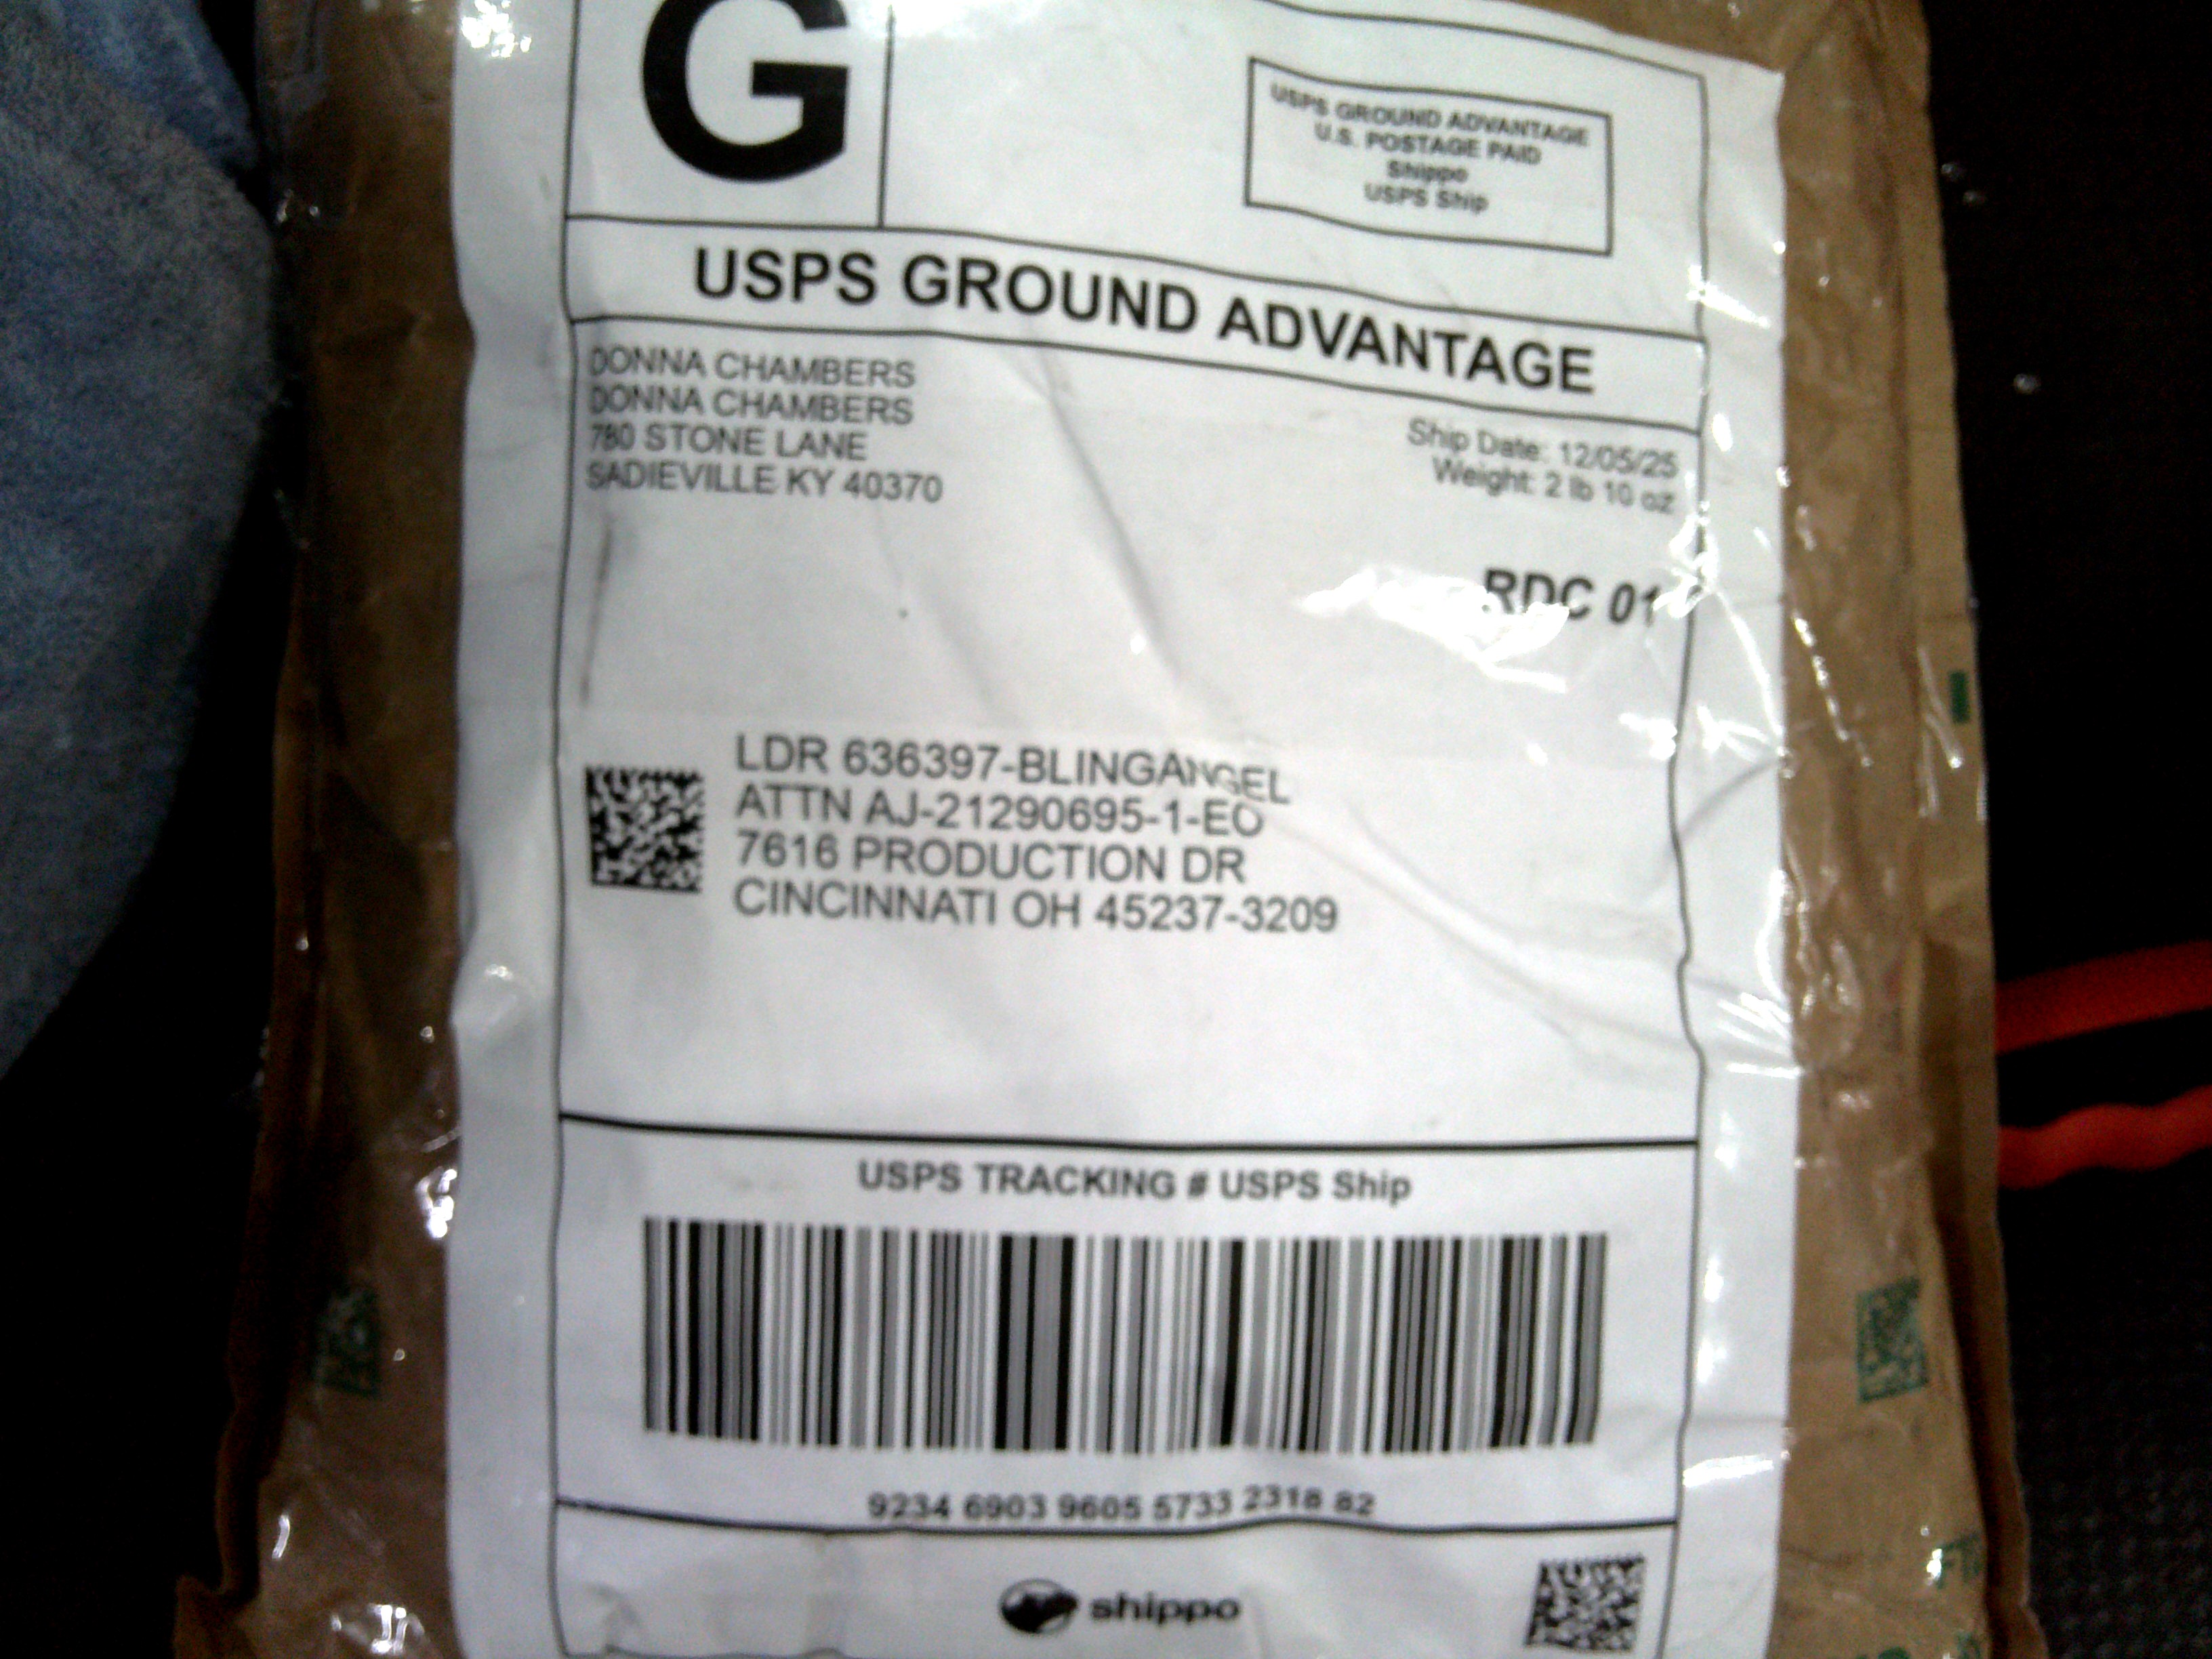 G
USPS GROUND ADVANTAGE
U.S. POSTAGE PAID
Shippo
USPS Ship
USPS GROUND ADVANTAGE
DONNA CHAMBERS
DONNA CHAMBERS
780 STONE LANE
SADIEVILLE KY 40370
Ship Date: 12/05/25
Weight: 2 lb 10 oz
RDC 01
LDR 636397-BLINGANGEL
ATTN AJ-21290695-1-EO
7616 PRODUCTION DR
CINCINNATI OH 45237-3209
USPS TRACKING # USPS Ship
9234 6903 9605 5733 2318 82
shippo